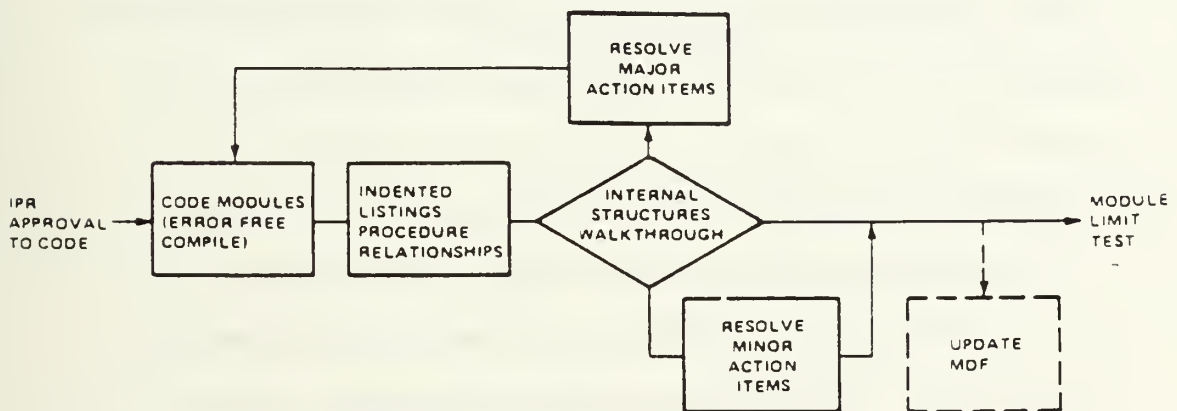 RESOLVE
MAJOR
ACTION ITEMS
IPR
APPROVAL
TO CODE
CODE MODULES
(ERROR FREE
COMPILE)
INDENTED
LISTINGS
PROCEDURE
RELATIONSHIPS
INTERNAL
STRUCTURES
WALKTHROUGH
MODULE
LIMIT
TEST
RESOLVE
MINOR
ACTION
ITEMS
UPDATE
MDF